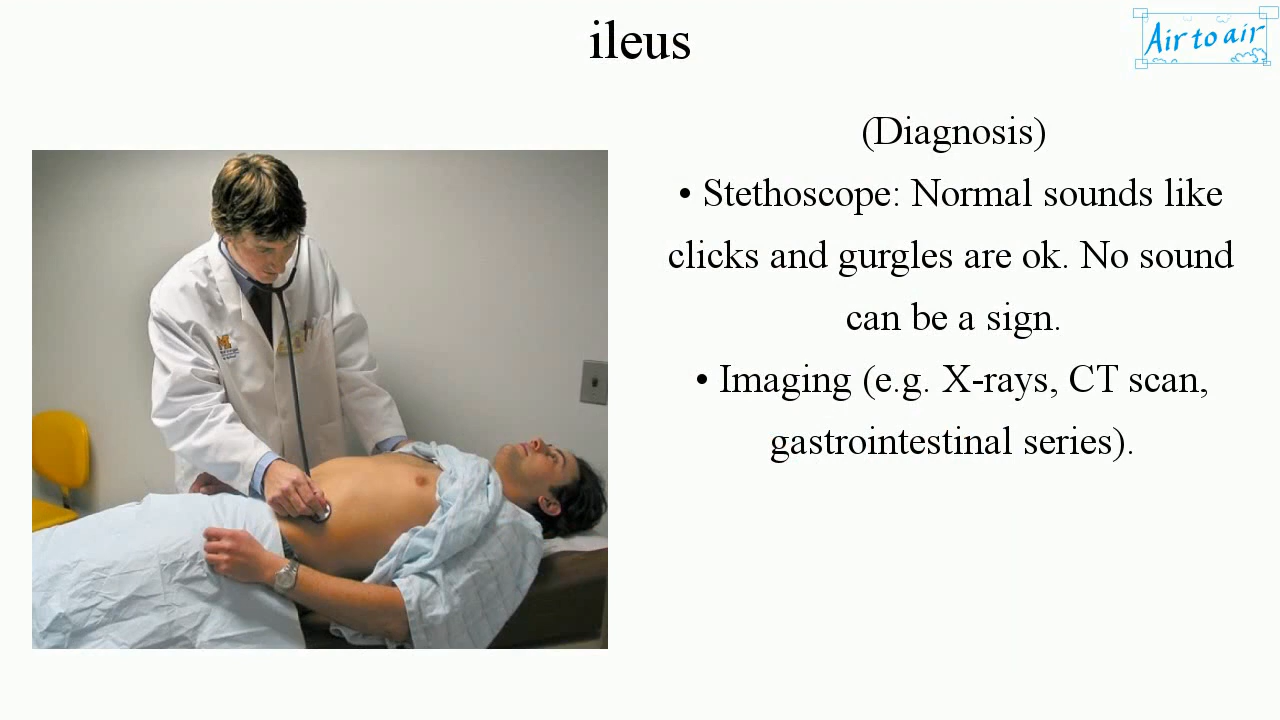 ileus
Air to air
(Diagnosis)
• Stethoscope: Normal sounds like
clicks and gurgles are ok. No sound
can be a sign.
• Imaging (e.g. X-rays, CT scan,
gastrointestinal series).
M